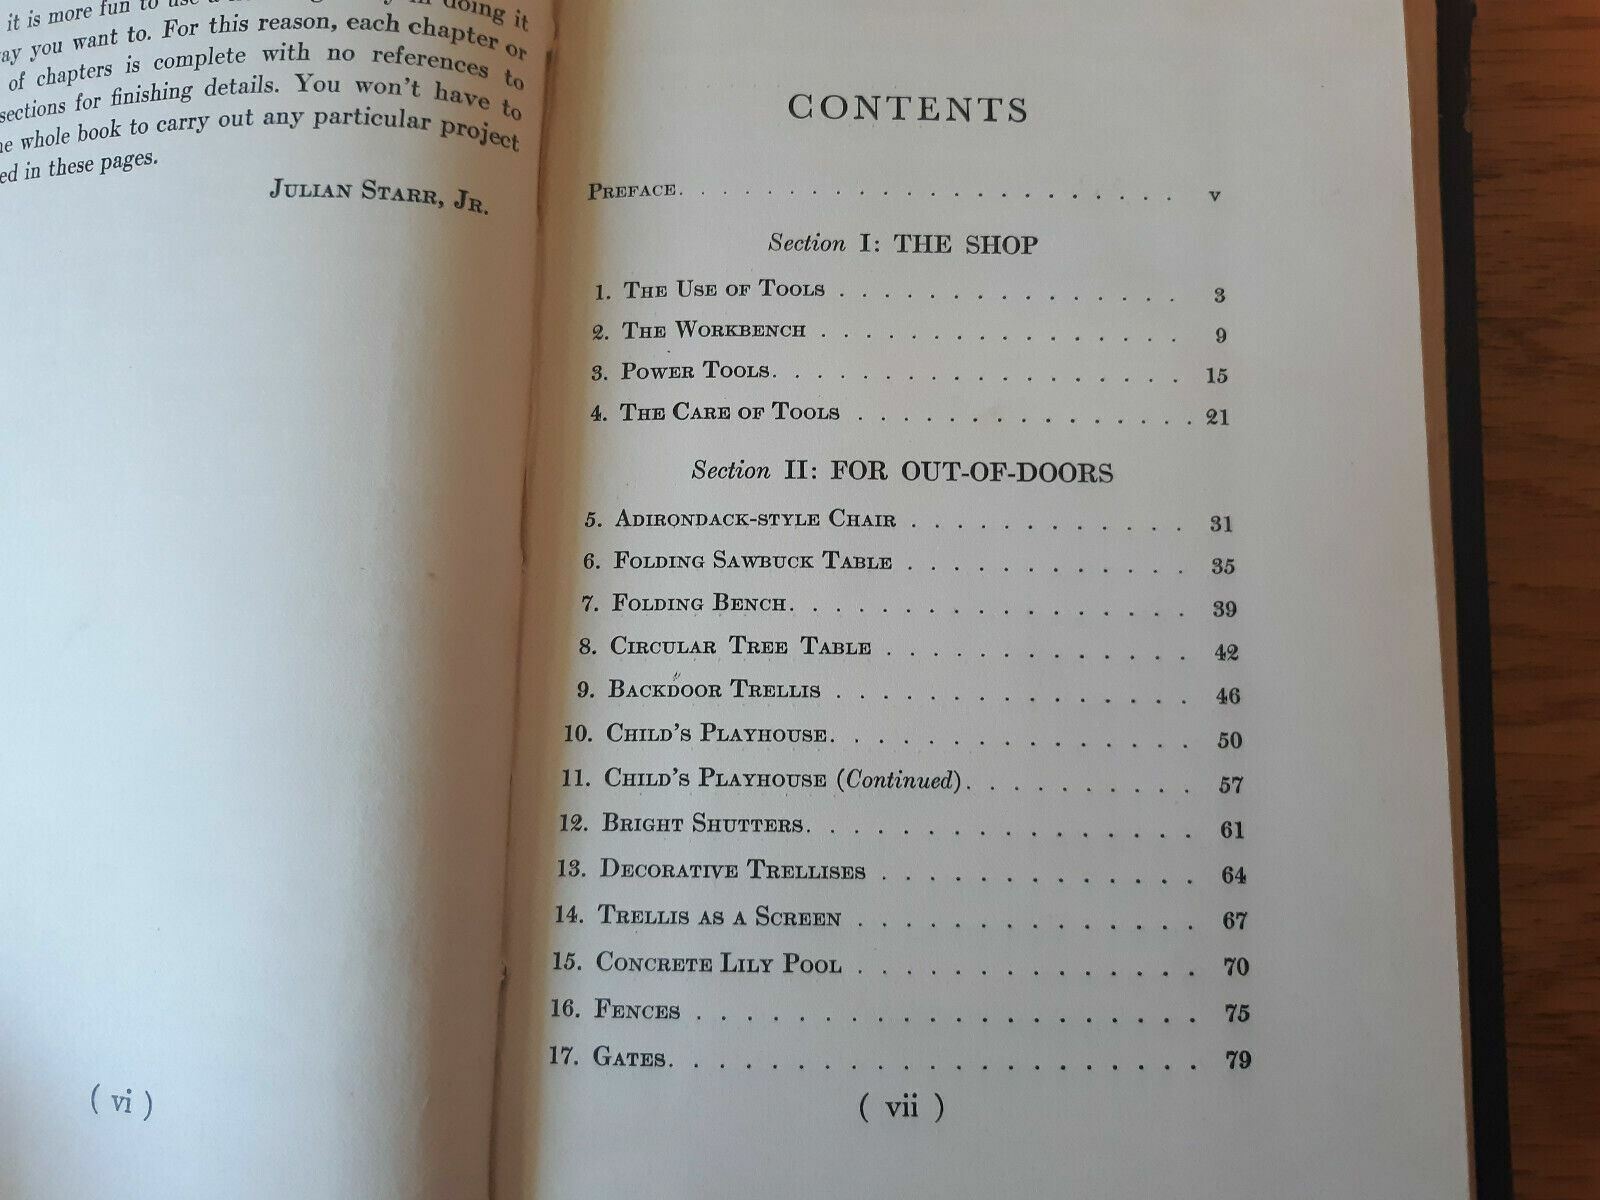 it is more fun to use a
in doing it
you want to. For this reason, each chapter or
of chapters is complete with no references to
sections for finishing details. You won't have to
whole book to carry out any particular project
in these pages.
JULIAN STARR, JR.
( vi )
CONTENTS
PREFACE. . . . . . . . . . . . . . . . . . . v
Section I: THE SHOP
1. THE USE OF TOOLS . . . . . . . . . . . . 3
2. THE WORKBENCH . . . . . . . . . . . . . 9
3. POWER TOOLS. . . . . . . . . . . . . . . 15
4. THE CARE OF TOOLS . . . . . . . . . . . . 21
Section II: FOR OUT-OF-DOORS
5. ADIRONDACK-STYLE CHAIR . . . . . . . . . . 31
6. FOLDING SAWBUCK TABLE . . . . . . . . . . 35
7. FOLDING BENCH. . . . . . . . . . . . . . 39
8. CIRCULAR TREE TABLE . . . . . . . . . . . 42
9. BACKDOOR TRELLIS . . . . . . . . . . . . 46
10. CHILD'S PLAYHOUSE. . . . . . . . . . . . 50
11. CHILD'S PLAYHOUSE (Continued). . . . . . . . 57
12. BRIGHT SHUTTERS. . . . . . . . . . . . . 61
13. DECORATIVE TRELLISES . . . . . . . . . . . 64
14. TRELLIS AS A SCREEN . . . . . . . . . . . 67
15. CONCRETE LILY POOL . . . . . . . . . . . 70
16. FENCES . . . . . . . . . . . . . . . . . 75
17. GATES. . . . . . . . . . . . . . . . . . 79
( vii )